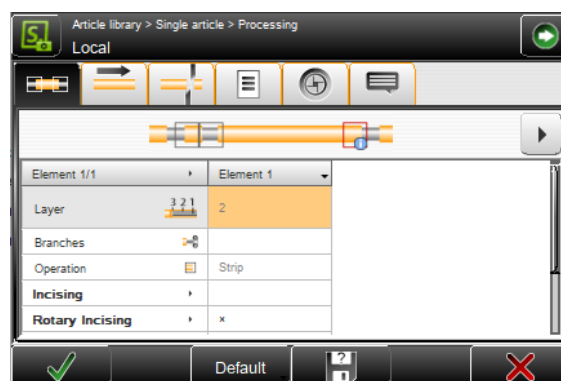 S.
Article library > Single article > Processing
Local
Element 1/1 Element 1
Layer 3 2 1 2
Branches
Operation Strip
Incising
Rotary Incising ×
Default ?